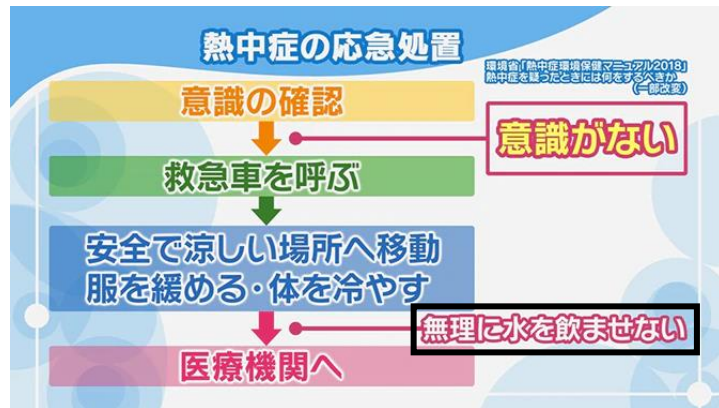 熱中症の応急処置
環境省「熱中症環境保健マニュアル2018」
熱中症を疑ったときには何をするべきか
(一部改変)
意識の確認
意識がない
救急車を呼ぶ
安全で涼しい場所へ移動
服を緩める・体を冷やす
無理に水を飲ませない
医療機関へ